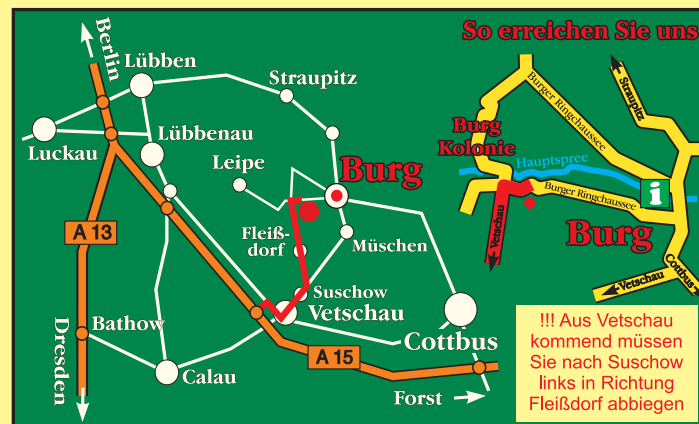 So erreichen Sie uns
Berlin
Lübben
Straupitz
Luckau
Lübbenau
Leipe
Burg
A 13
Fleiß-
dorf
Müschen
Suschow
Vetschau
Bathow
Cottbus
Dresden
Calau
A 15
Forst
Burger Ringchaussee
Straupitz
Burg
Kolonie
Hauptspree
i
Burger Ringchaussee
Vetschau
Burg
Cottbus
Vetschau
!!! Aus Vetschau
kommend müssen
Sie nach Suschow
links in Richtung
Fleißdorf abbiegen